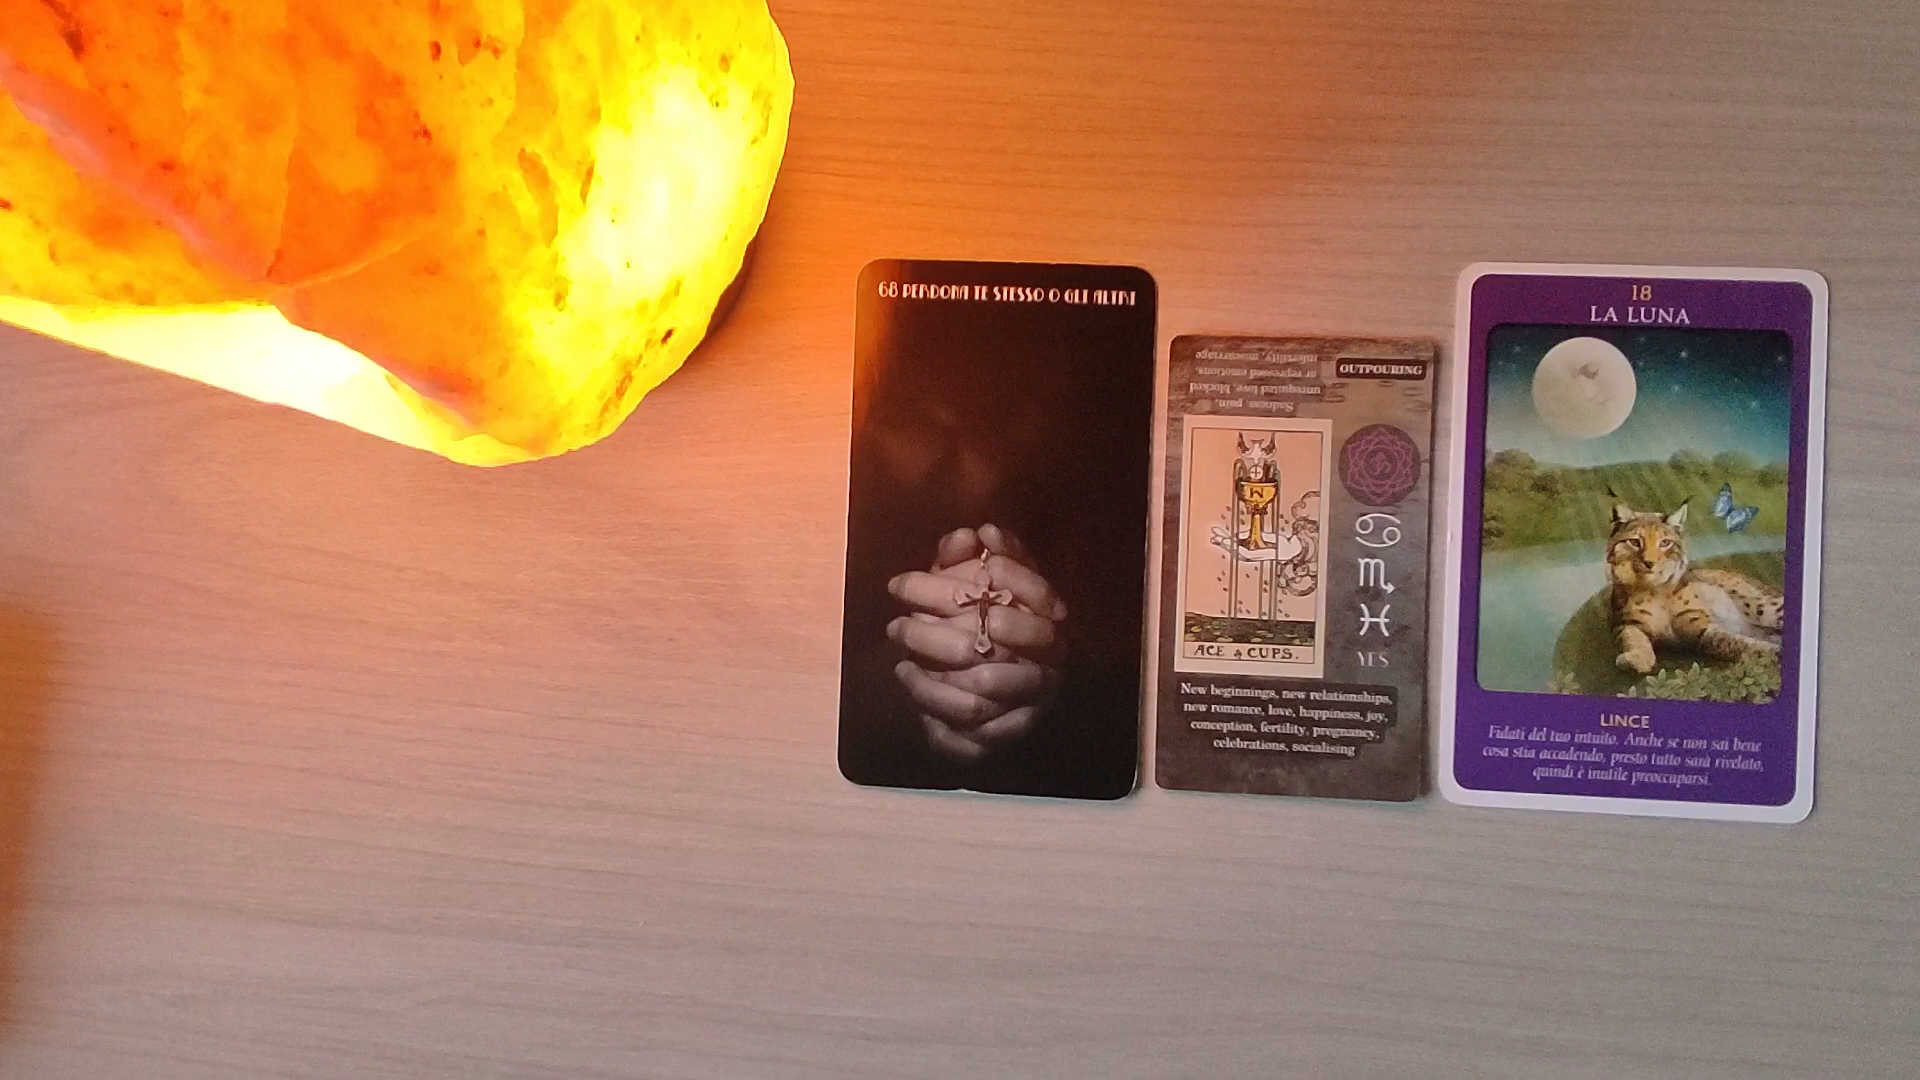 68 PERDONA TE STESSO O GLI ALTRI
OUTPOURING
Sadness, pain,
unrequited love, blocked
or repressed emotions,
infertility, miscarriage
ACE of CUPS.
YES
New beginnings, new relationships,
new romance, love, happiness, joy,
conception, fertility, pregnancy,
celebrations, socialising
18
LA LUNA
LINCE
Fidati del tuo intuito. Anche se non sai bene
cosa stia accadendo, presto tutto sarà rivelato,
quindi è inutile preoccuparsi.